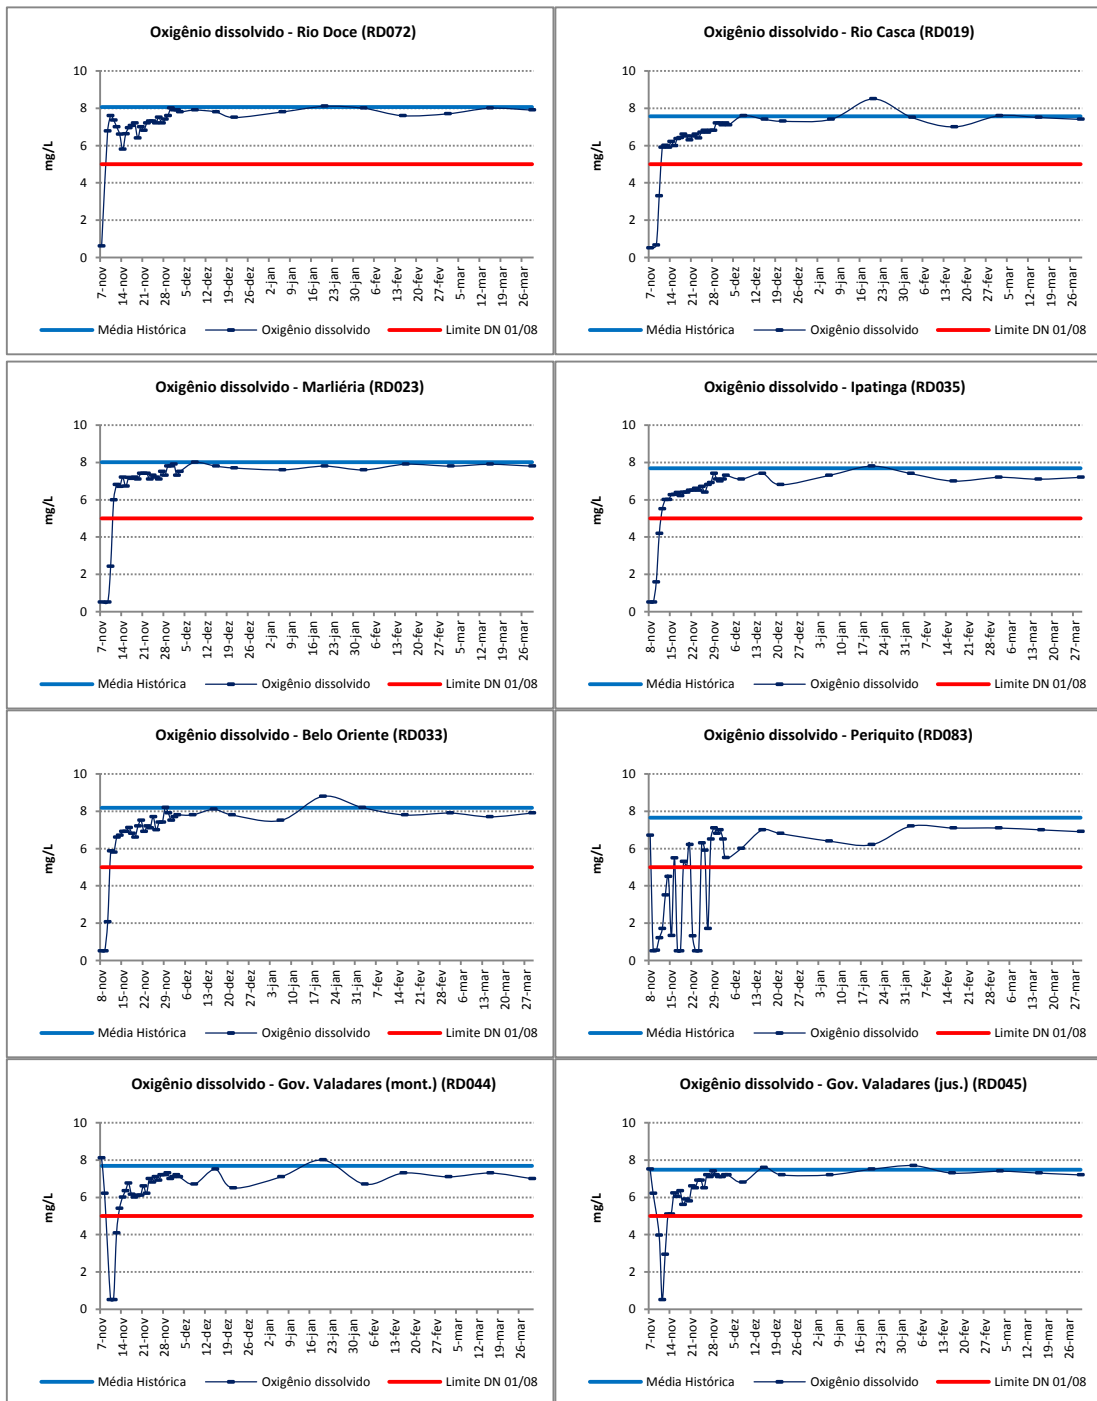 Oxigênio dissolvido - Rio Doce (RD072)
mg/L
10
8
6
4
2
0
7-nov 14-nov 21-nov 28-nov 5-dez 12-dez 19-dez 26-dez 2-jan 9-jan 16-jan 23-jan 30-jan 6-fev 13-fev 20-fev 27-fev 5-mar 12-mar 19-mar 26-mar
Média Histórica Oxigênio dissolvido Limite DN 01/08
Oxigênio dissolvido - Rio Casca (RD019)
mg/L
10
8
6
4
2
0
7-nov 14-nov 21-nov 28-nov 5-dez 12-dez 19-dez 26-dez 2-jan 9-jan 16-jan 23-jan 30-jan 6-fev 13-fev 20-fev 27-fev 5-mar 12-mar 19-mar 26-mar
Média Histórica Oxigênio dissolvido Limite DN 01/08
Oxigênio dissolvido - Marliéria (RD023)
mg/L
10
8
6
4
2
0
7-nov 14-nov 21-nov 28-nov 5-dez 12-dez 19-dez 26-dez 2-jan 9-jan 16-jan 23-jan 30-jan 6-fev 13-fev 20-fev 27-fev 5-mar 12-mar 19-mar 26-mar
Média Histórica Oxigênio dissolvido Limite DN 01/08
Oxigênio dissolvido - Ipatinga (RD035)
mg/L
10
8
6
4
2
0
8-nov 15-nov 22-nov 29-nov 6-dez 13-dez 20-dez 27-dez 3-jan 10-jan 17-jan 24-jan 31-jan 7-fev 14-fev 21-fev 28-fev 6-mar 13-mar 20-mar 27-mar
Média Histórica Oxigênio dissolvido Limite DN 01/08
Oxigênio dissolvido - Belo Oriente (RD033)
mg/L
10
8
6
4
2
0
8-nov 15-nov 22-nov 29-nov 6-dez 13-dez 20-dez 27-dez 3-jan 10-jan 17-jan 24-jan 31-jan 7-fev 14-fev 21-fev 28-fev 6-mar 13-mar 20-mar 27-mar
Média Histórica Oxigênio dissolvido Limite DN 01/08
Oxigênio dissolvido - Periquito (RD083)
mg/L
10
8
6
4
2
0
8-nov 15-nov 22-nov 29-nov 6-dez 13-dez 20-dez 27-dez 3-jan 10-jan 17-jan 24-jan 31-jan 7-fev 14-fev 21-fev 28-fev 6-mar 13-mar 20-mar 27-mar
Média Histórica Oxigênio dissolvido Limite DN 01/08
Oxigênio dissolvido - Gov. Valadares (mont.) (RD044)
mg/L
10
8
6
4
2
0
7-nov 14-nov 21-nov 28-nov 5-dez 12-dez 19-dez 26-dez 2-jan 9-jan 16-jan 23-jan 30-jan 6-fev 13-fev 20-fev 27-fev 5-mar 12-mar 19-mar 26-mar
Média Histórica Oxigênio dissolvido Limite DN 01/08
Oxigênio dissolvido - Gov. Valadares (jus.) (RD045)
mg/L
10
8
6
4
2
0
7-nov 14-nov 21-nov 28-nov 5-dez 12-dez 19-dez 26-dez 2-jan 9-jan 16-jan 23-jan 30-jan 6-fev 13-fev 20-fev 27-fev 5-mar 12-mar 19-mar 26-mar
Média Histórica Oxigênio dissolvido Limite DN 01/08